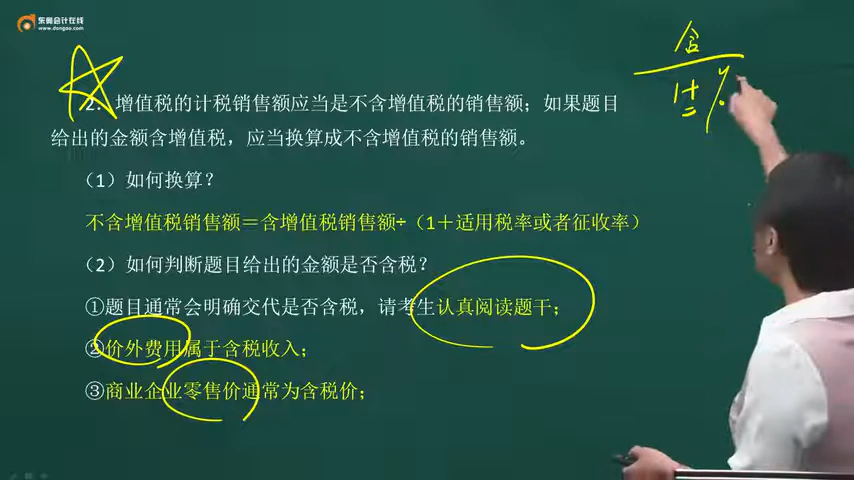 东奥会计在线
www.dongao.com
含
1+ %
2. 增值税的计税销售额应当是不含增值税的销售额；如果题目
给出的金额含增值税，应当换算成不含增值税的销售额。
（1）如何换算？
不含增值税销售额＝含增值税销售额÷（1＋适用税率或者征收率）
（2）如何判断题目给出的金额是否含税？
①题目通常会明确交代是否含税，请考生认真阅读题干；
②价外费用属于含税收入；
③商业企业零售价通常为含税价；